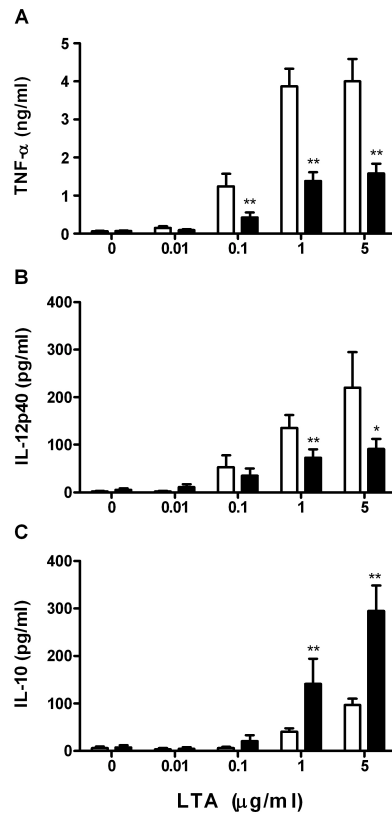 A
TNF-α (ng/ml)
5
4
3
2
1
0
** ** **
0 0.01 0.1 1 5
B
IL-12p40 (pg/ml)
400
300
200
100
0
** *
0 0.01 0.1 1 5
C
IL-10 (pg/ml)
400
300
200
100
0
** **
0 0.01 0.1 1 5
LTA (μg/ml)